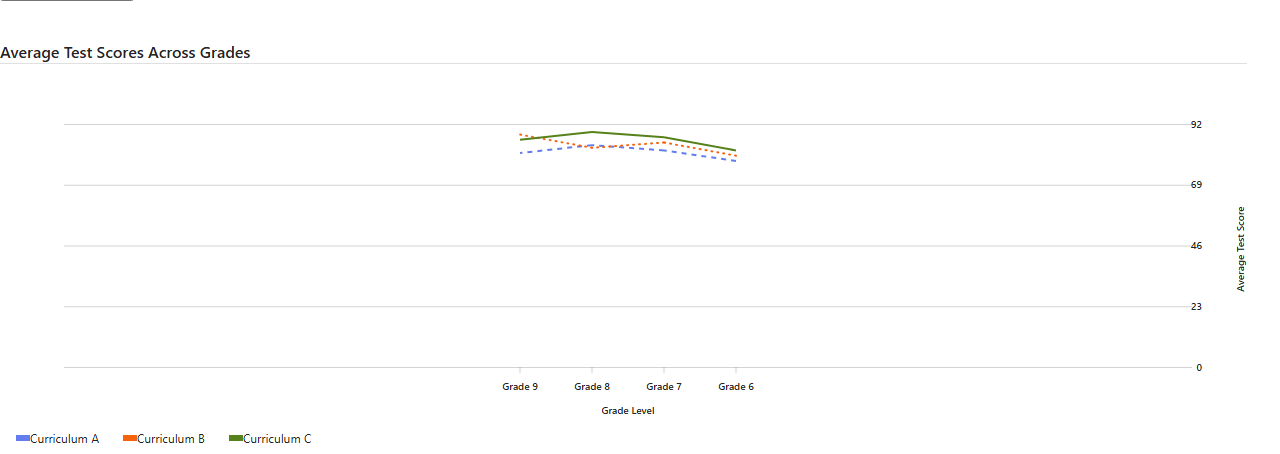 Average Test Scores Across Grades
92
69
46
23
0
Average Test Score
Grade 9 Grade 8 Grade 7 Grade 6
Grade Level
Curriculum A Curriculum B Curriculum C